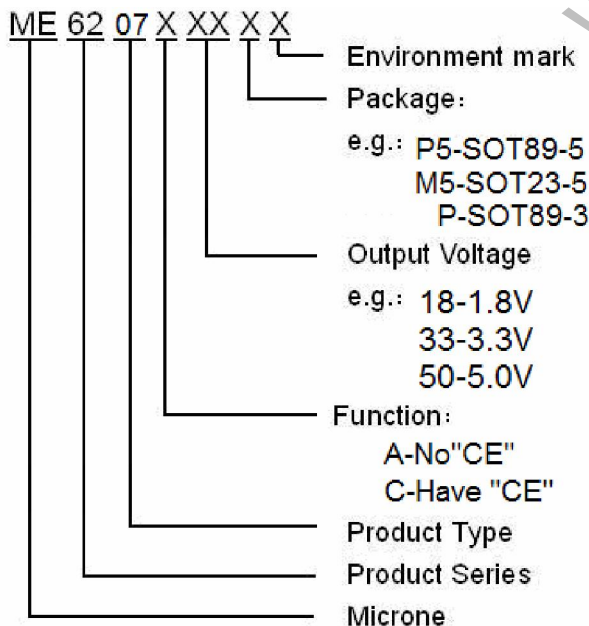 ME 62 07 X XX X X
Environment mark
Package：
e.g.：P5-SOT89-5
M5-SOT23-5
P-SOT89-3
Output Voltage
e.g.：18-1.8V
33-3.3V
50-5.0V
Function：
A-No"CE"
C-Have "CE"
Product Type
Product Series
Microne